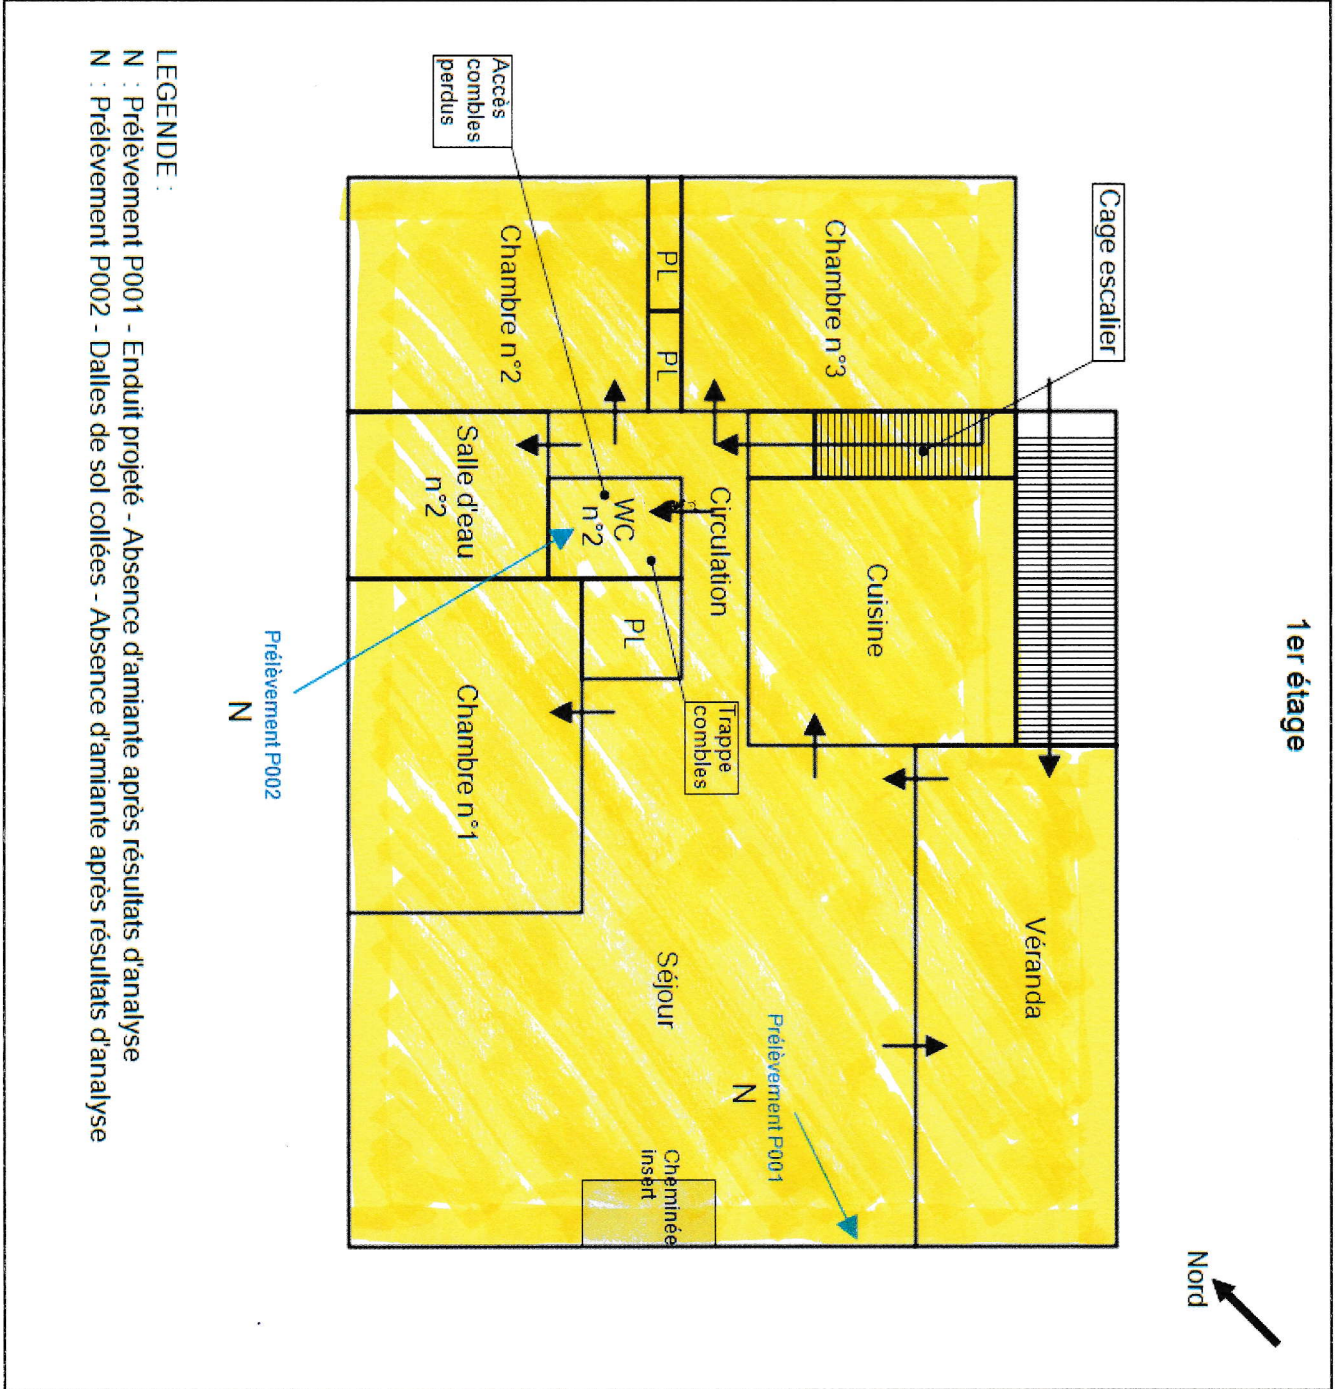 1er étage
Nord
Cage escalier
Véranda
Chambre n°3
Cuisine
PL
PL
Circulation
Trappe
combles
Séjour
Prélèvement P001
N
Cheminée
insert
WC
n°2
PL
Accès
combles
perdus
Chambre n°2
Salle d'eau
n°2
Chambre n°1
Prélèvement P002
N
LEGENDE :
N : Prélèvement P001 - Enduit projeté - Absence d'amiante après résultats d'analyse
N : Prélèvement P002 - Dalles de sol collées - Absence d'amiante après résultats d'analyse